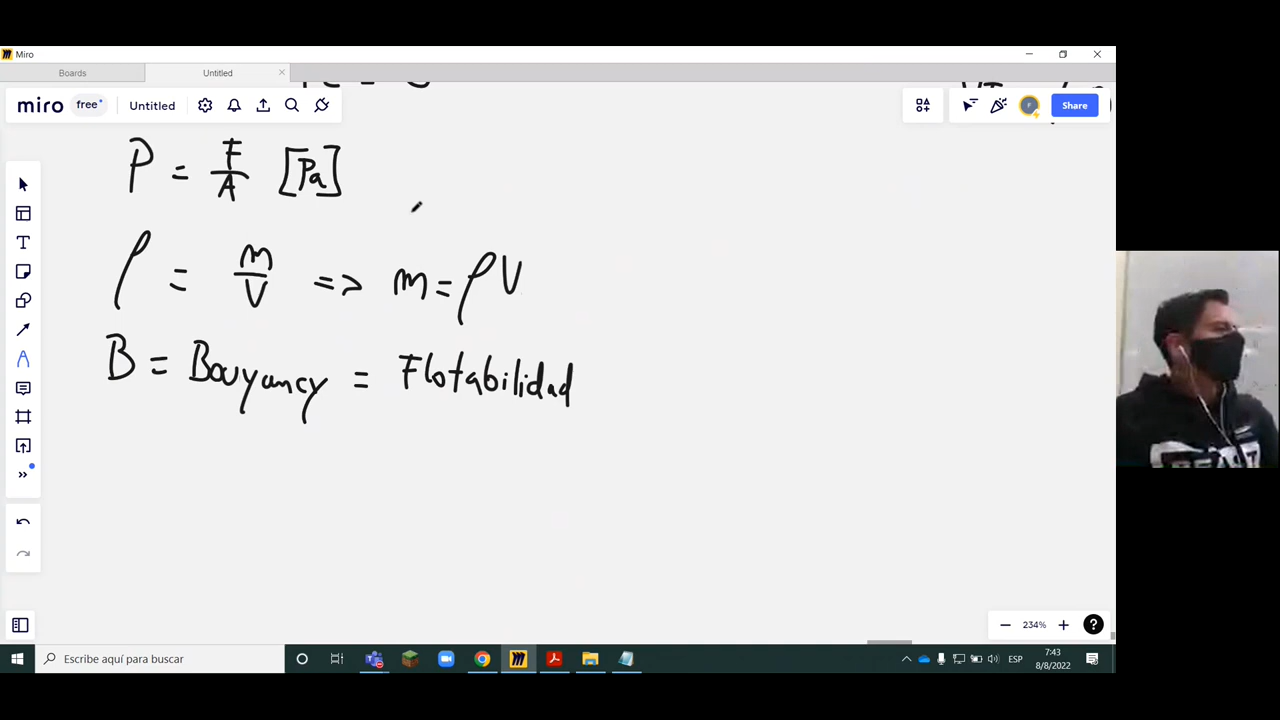 Miro
Boards
Untitled
miro free Untitled
Share
P = F/A [Pa]
ρ = m/V => m = ρV
B = Bouyancy = Flotabilidad
BEAST
234%
Escribe aquí para buscar
ESP
7:43
8/8/2022